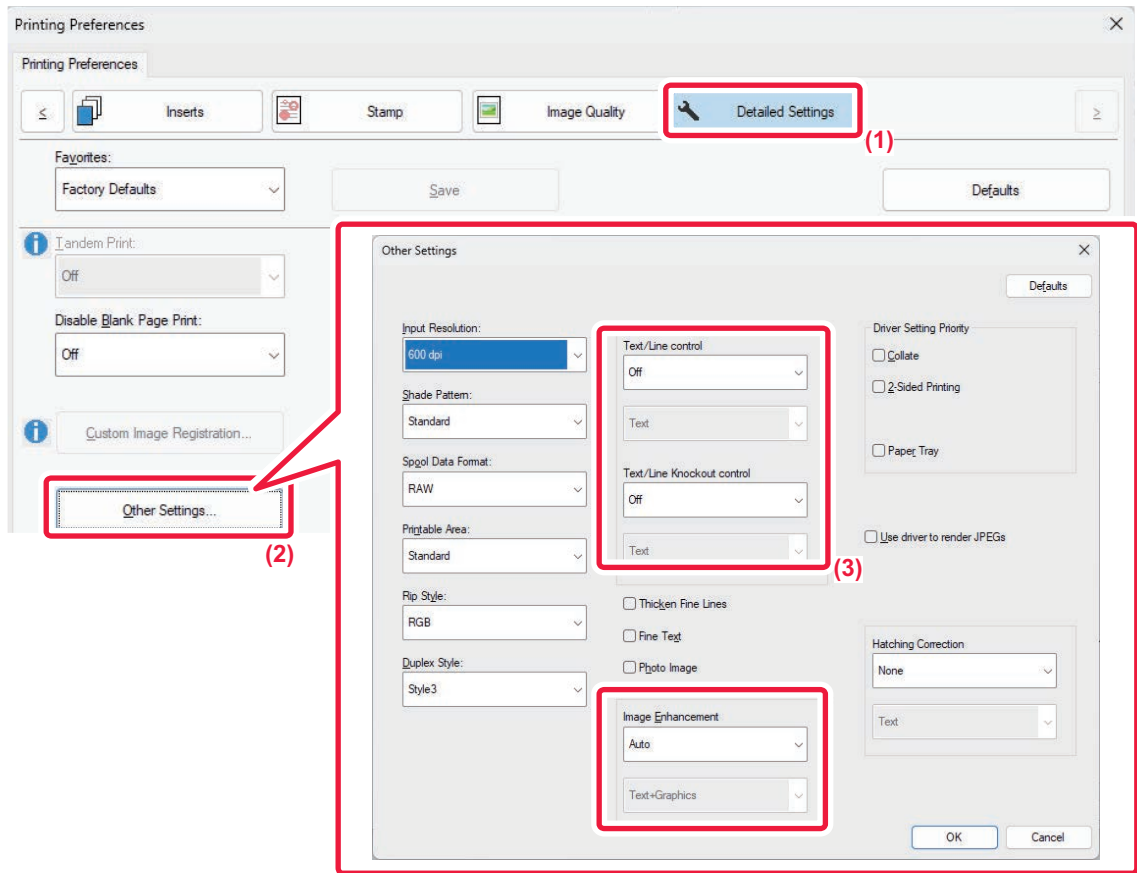 Printing Preferences
Printing Preferences
<
Inserts
Stamp
Image Quality
Detailed Settings
>
(1)
Favorites:
Factory Defaults
Save
Defaults
Tandem Print:
Off
Disable Blank Page Print:
Off
Custom Image Registration...
Other Settings...
(2)
Other Settings
Defaults
Input Resolution:
600 dpi
Shade Pattern:
Standard
Spool Data Format:
RAW
Printable Area:
Standard
Rip Style:
RGB
Duplex Style:
Style3
Text/Line control
Off
Text
Text/Line Knockout control
Off
Text
(3)
Thicken Fine Lines
Fine Text
Photo Image
Image Enhancement
Auto
Text+Graphics
Driver Setting Priority
Collate
2-Sided Printing
Paper Tray
Use driver to render JPEGs
Hatching Correction
None
Text
OK
Cancel